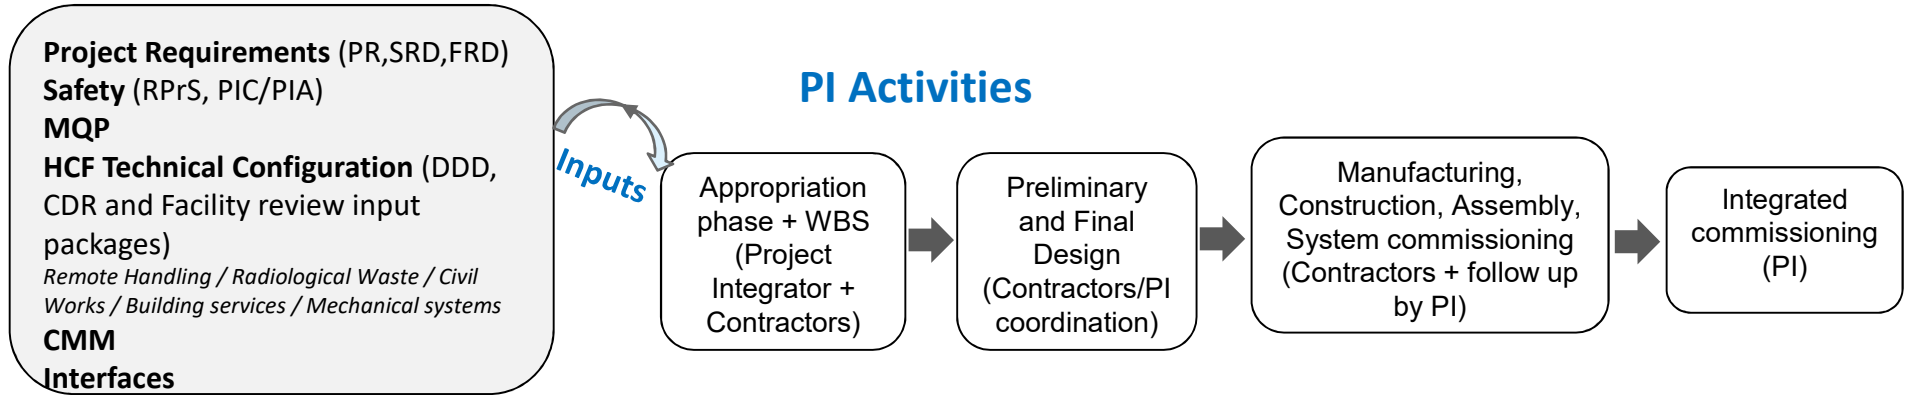 Project Requirements (PR,SRD,FRD)
Safety (RPrS, PIC/PIA)
MQP
HCF Technical Configuration (DDD,
CDR and Facility review input
packages)
Remote Handling / Radiological Waste / Civil
Works / Building services / Mechanical systems
CMM
Interfaces
Inputs
PI Activities
Appropriation
phase + WBS
(Project
Integrator +
Contractors)
Preliminary
and Final
Design
(Contractors/PI
coordination)
Manufacturing,
Construction, Assembly,
System commissioning
(Contractors + follow up
by PI)
Integrated
commissioning
(PI)